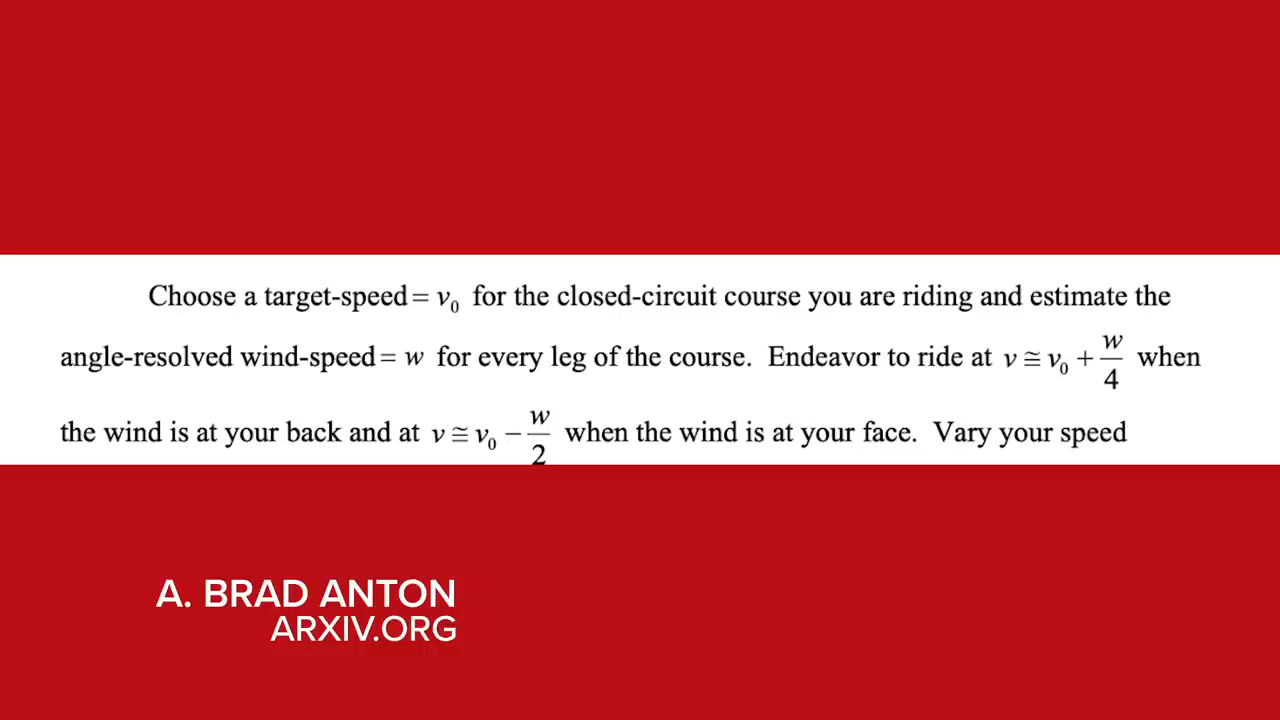 Choose a target-speed = v₀ for the closed-circuit course you are riding and estimate the
angle-resolved wind-speed = w for every leg of the course. Endeavor to ride at v ≅ v₀ + w/4 when
the wind is at your back and at v ≅ v₀ − w/2 when the wind is at your face. Vary your speed
A. BRAD ANTON
ARXIV.ORG